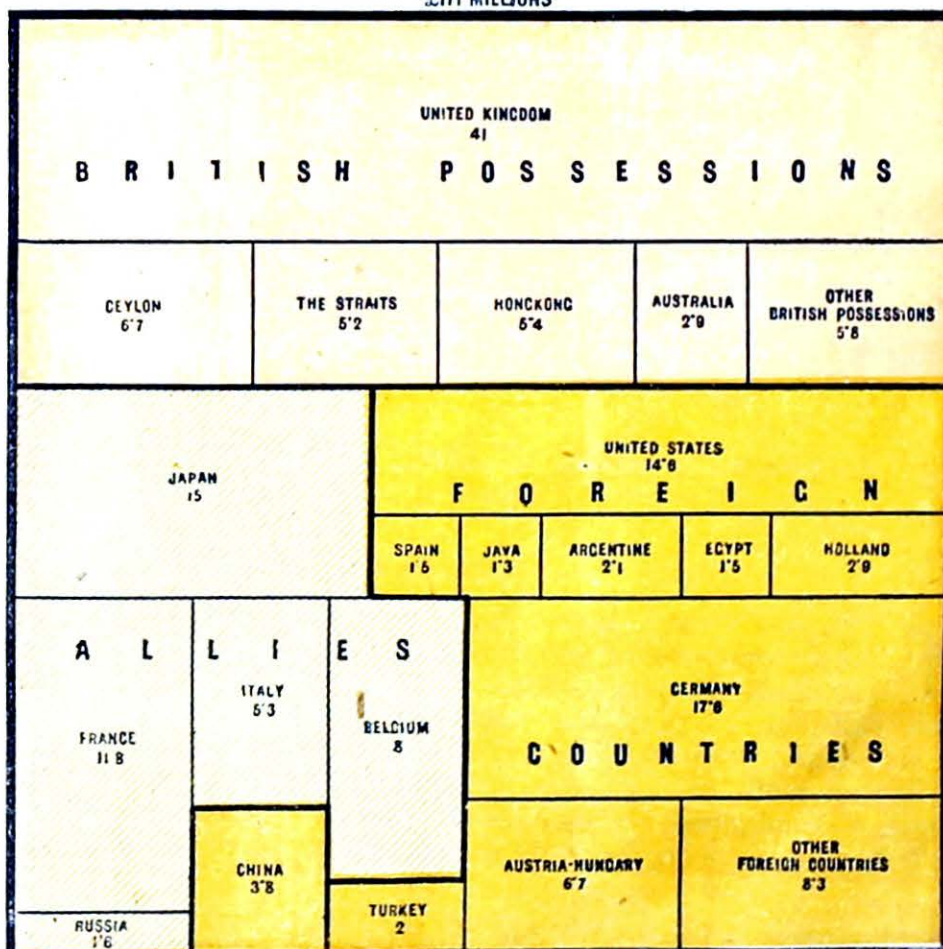 MILLIONS
UNITED KINGDOM
41
BRITISH POSSESSIONS
CEYLON
6·7
THE STRAITS
5·2
HONGKONG
5·4
AUSTRALIA
2·9
OTHER
BRITISH POSSESSIONS
5·8
JAPAN
15
UNITED STATES
14·6
FOREIGN
SPAIN
1·5
JAVA
1·3
ARGENTINE
2·1
EGYPT
1·5
HOLLAND
2·9
ALLIES
FRANCE
11·8
ITALY
5·3
BELGIUM
8
GERMANY
17·6
COUNTRIES
RUSSIA
1·6
CHINA
3·8
TURKEY
2
AUSTRIA-HUNGARY
6·7
OTHER
FOREIGN COUNTRIES
8·3